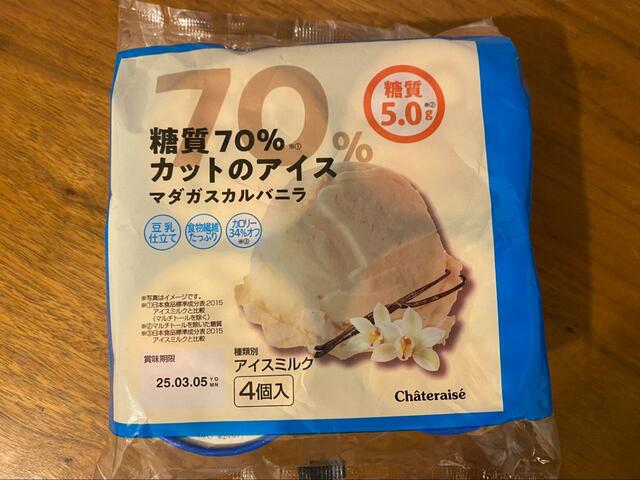 70%
糖質
5.0g※②
糖質70%※①
カットのアイス
マダガスカルバニラ
豆乳
仕立て
食物繊維
たっぷり
カロリー
34%オフ
※③
※写真はイメージです。
※①日本食品標準成分表2015
アイスミルクと比較
(マルチトールを除く)
※②マルチトールを除いた糖質
※③日本食品標準成分表2015
アイスミルクと比較
賞味期限
25.03.05 YO
MN
種類別
アイスミルク
4個入
Châteraisé